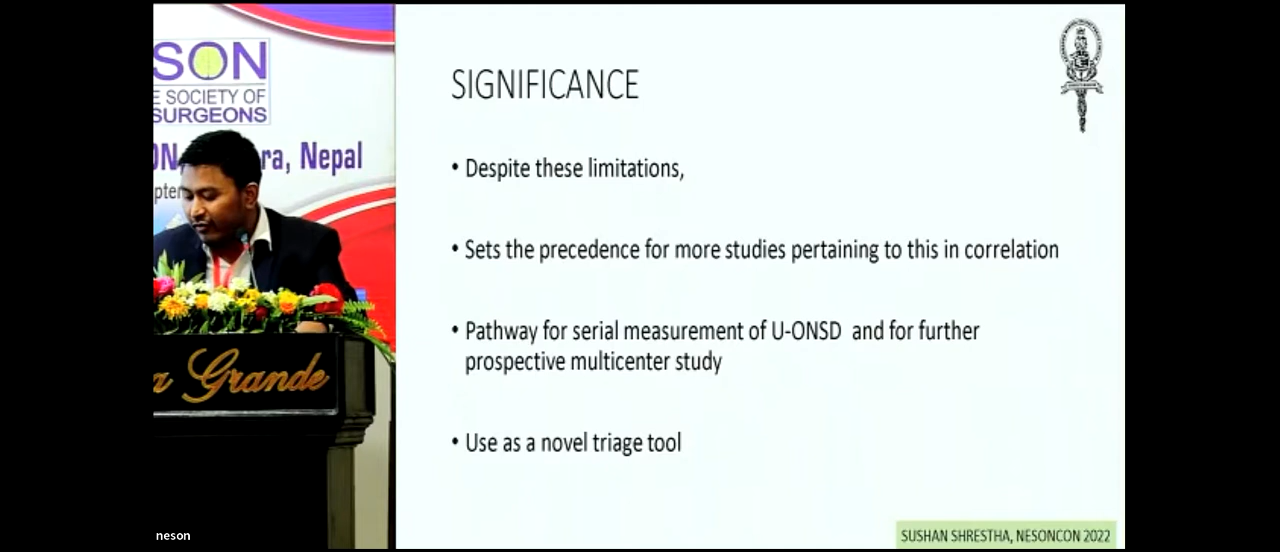 SON
E SOCIETY OF
SURGEONS
ra, Nepal
a Grande
neson
SIGNIFICANCE
• Despite these limitations,
• Sets the precedence for more studies pertaining to this in correlation
• Pathway for serial measurement of U-ONSD and for further
prospective multicenter study
• Use as a novel triage tool
SUSHAN SHRESTHA, NESONCON 2022